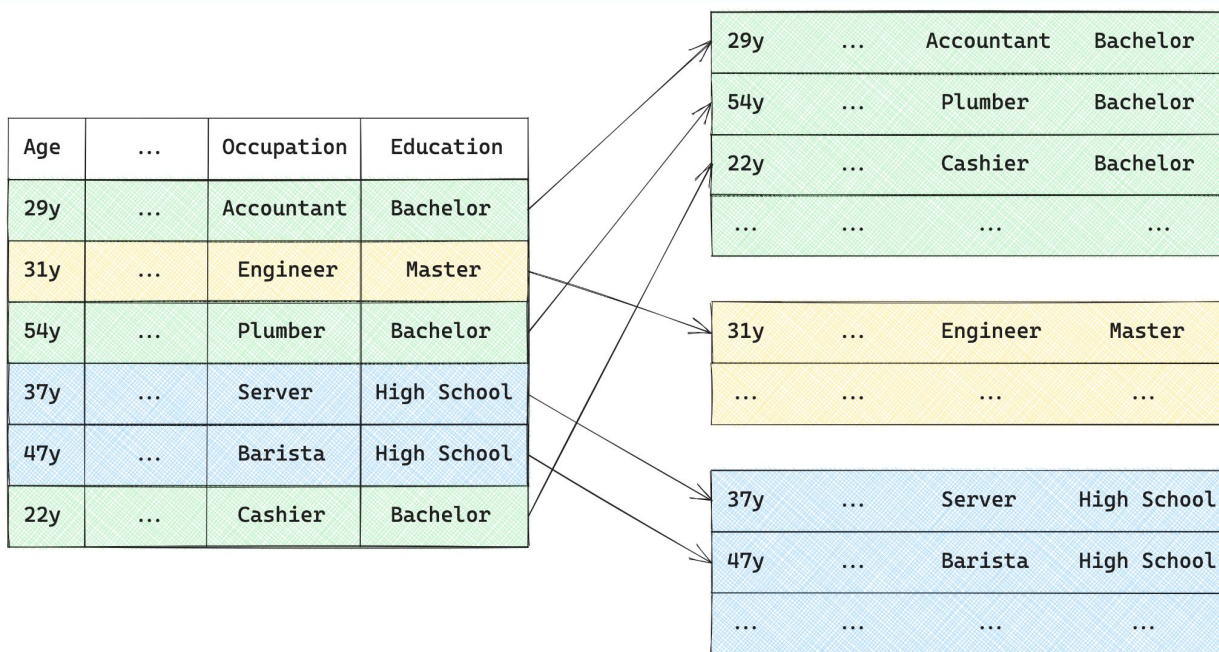 Age ... Occupation Education
29y ... Accountant Bachelor
31y ... Engineer Master
54y ... Plumber Bachelor
37y ... Server High School
47y ... Barista High School
22y ... Cashier Bachelor
29y ... Accountant Bachelor
54y ... Plumber Bachelor
22y ... Cashier Bachelor
... ... ... ...
31y ... Engineer Master
... ... ... ...
37y ... Server High School
47y ... Barista High School
... ... ... ...